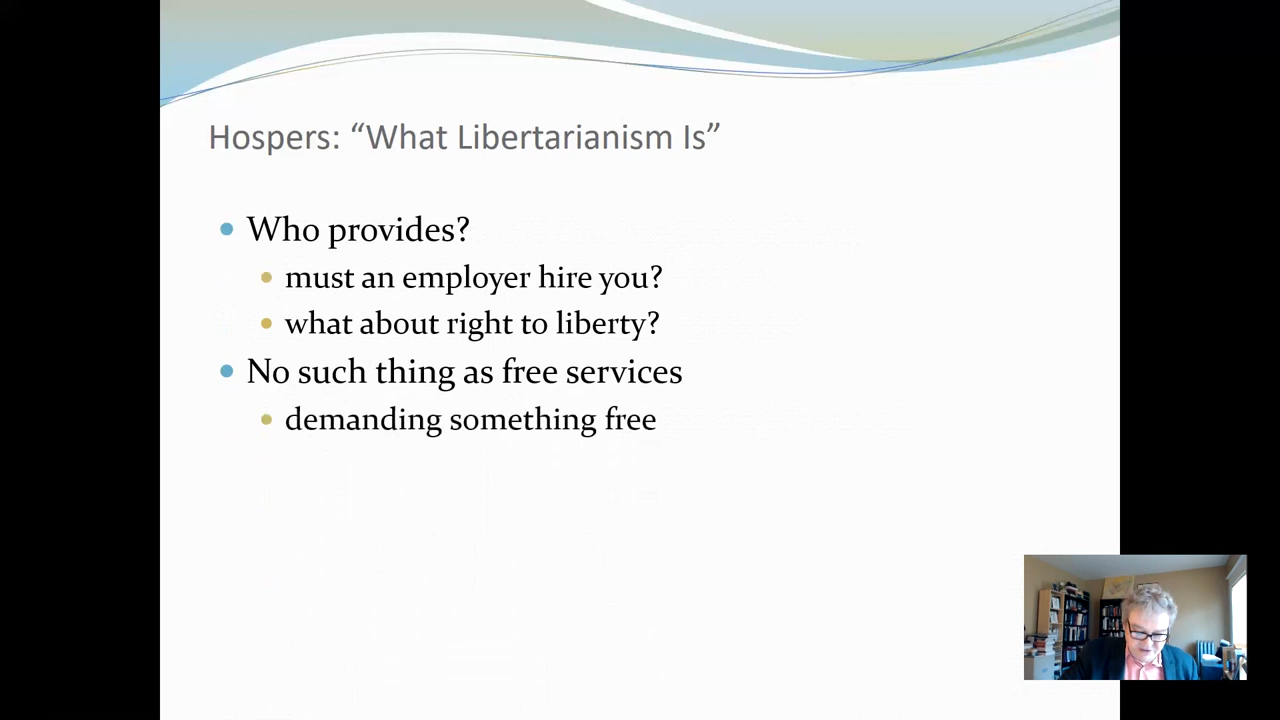 Hospers: “What Libertarianism Is”
Who provides?
must an employer hire you?
what about right to liberty?
No such thing as free services
demanding something free